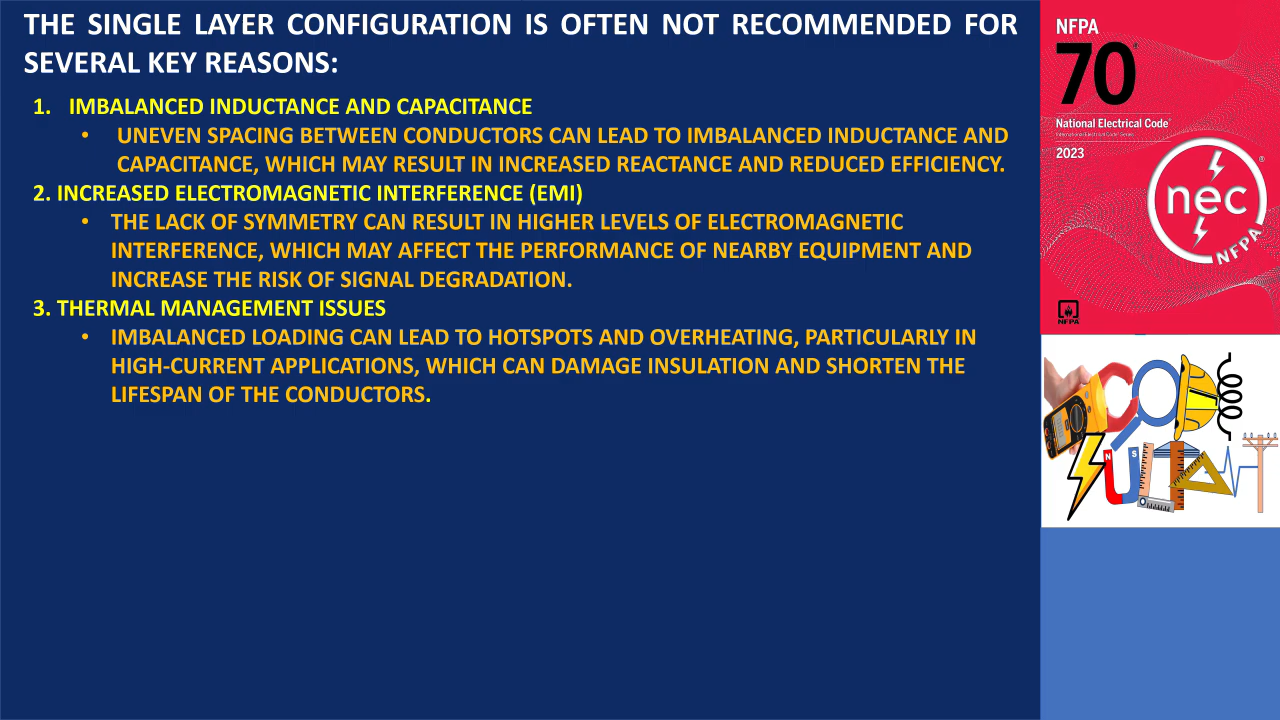 THE SINGLE LAYER CONFIGURATION IS OFTEN NOT RECOMMENDED FOR
SEVERAL KEY REASONS:
1. IMBALANCED INDUCTANCE AND CAPACITANCE
• UNEVEN SPACING BETWEEN CONDUCTORS CAN LEAD TO IMBALANCED INDUCTANCE AND
CAPACITANCE, WHICH MAY RESULT IN INCREASED REACTANCE AND REDUCED EFFICIENCY.
2. INCREASED ELECTROMAGNETIC INTERFERENCE (EMI)
• THE LACK OF SYMMETRY CAN RESULT IN HIGHER LEVELS OF ELECTROMAGNETIC
INTERFERENCE, WHICH MAY AFFECT THE PERFORMANCE OF NEARBY EQUIPMENT AND
INCREASE THE RISK OF SIGNAL DEGRADATION.
3. THERMAL MANAGEMENT ISSUES
• IMBALANCED LOADING CAN LEAD TO HOTSPOTS AND OVERHEATING, PARTICULARLY IN
HIGH-CURRENT APPLICATIONS, WHICH CAN DAMAGE INSULATION AND SHORTEN THE
LIFESPAN OF THE CONDUCTORS.
NFPA
70®
National Electrical Code®
International Electrical Code® Series
2023
nec®
NFPA
NFPA
N S